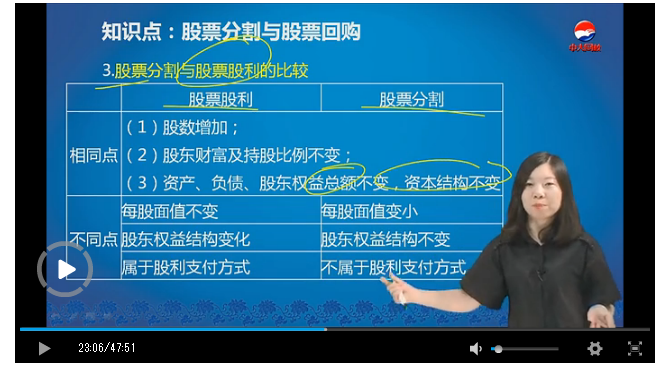 知识点：股票分割与股票回购
3.股票分割与股票股利的比较
股票股利 股票分割
相同点
（1）股数增加；
（2）股东财富及持股比例不变；
（3）资产、负债、股东权益总额不变，资本结构不变
不同点
每股面值不变 每股面值变小
股东权益结构变化 股东权益结构不变
属于股利支付方式 不属于股利支付方式
23:06/47:51